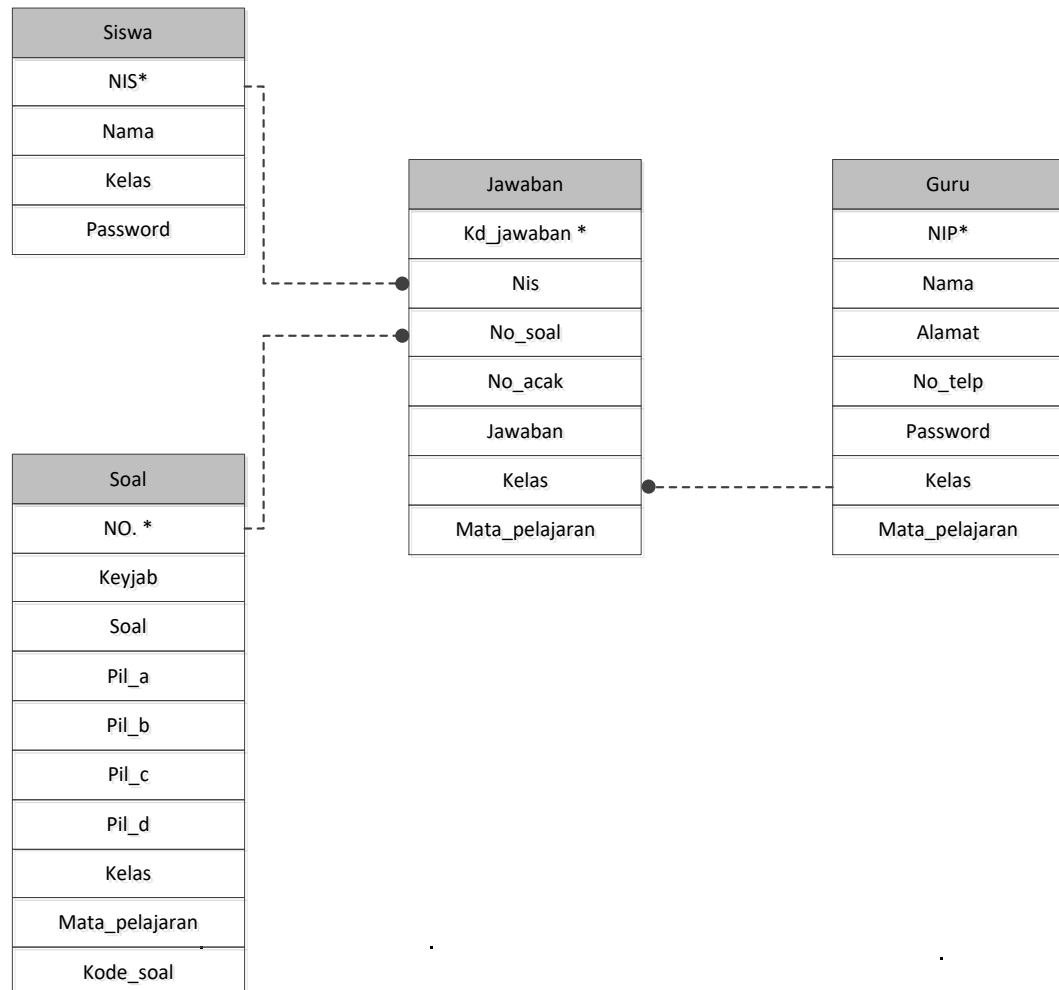 Siswa
NIS*
Nama
Kelas
Password
Jawaban
Kd_jawaban *
Nis
No_soal
No_acak
Jawaban
Kelas
Mata_pelajaran
Guru
NIP*
Nama
Alamat
No_telp
Password
Kelas
Mata_pelajaran
Soal
NO. *
Keyjab
Soal
Pil_a
Pil_b
Pil_c
Pil_d
Kelas
Mata_pelajaran
Kode_soal